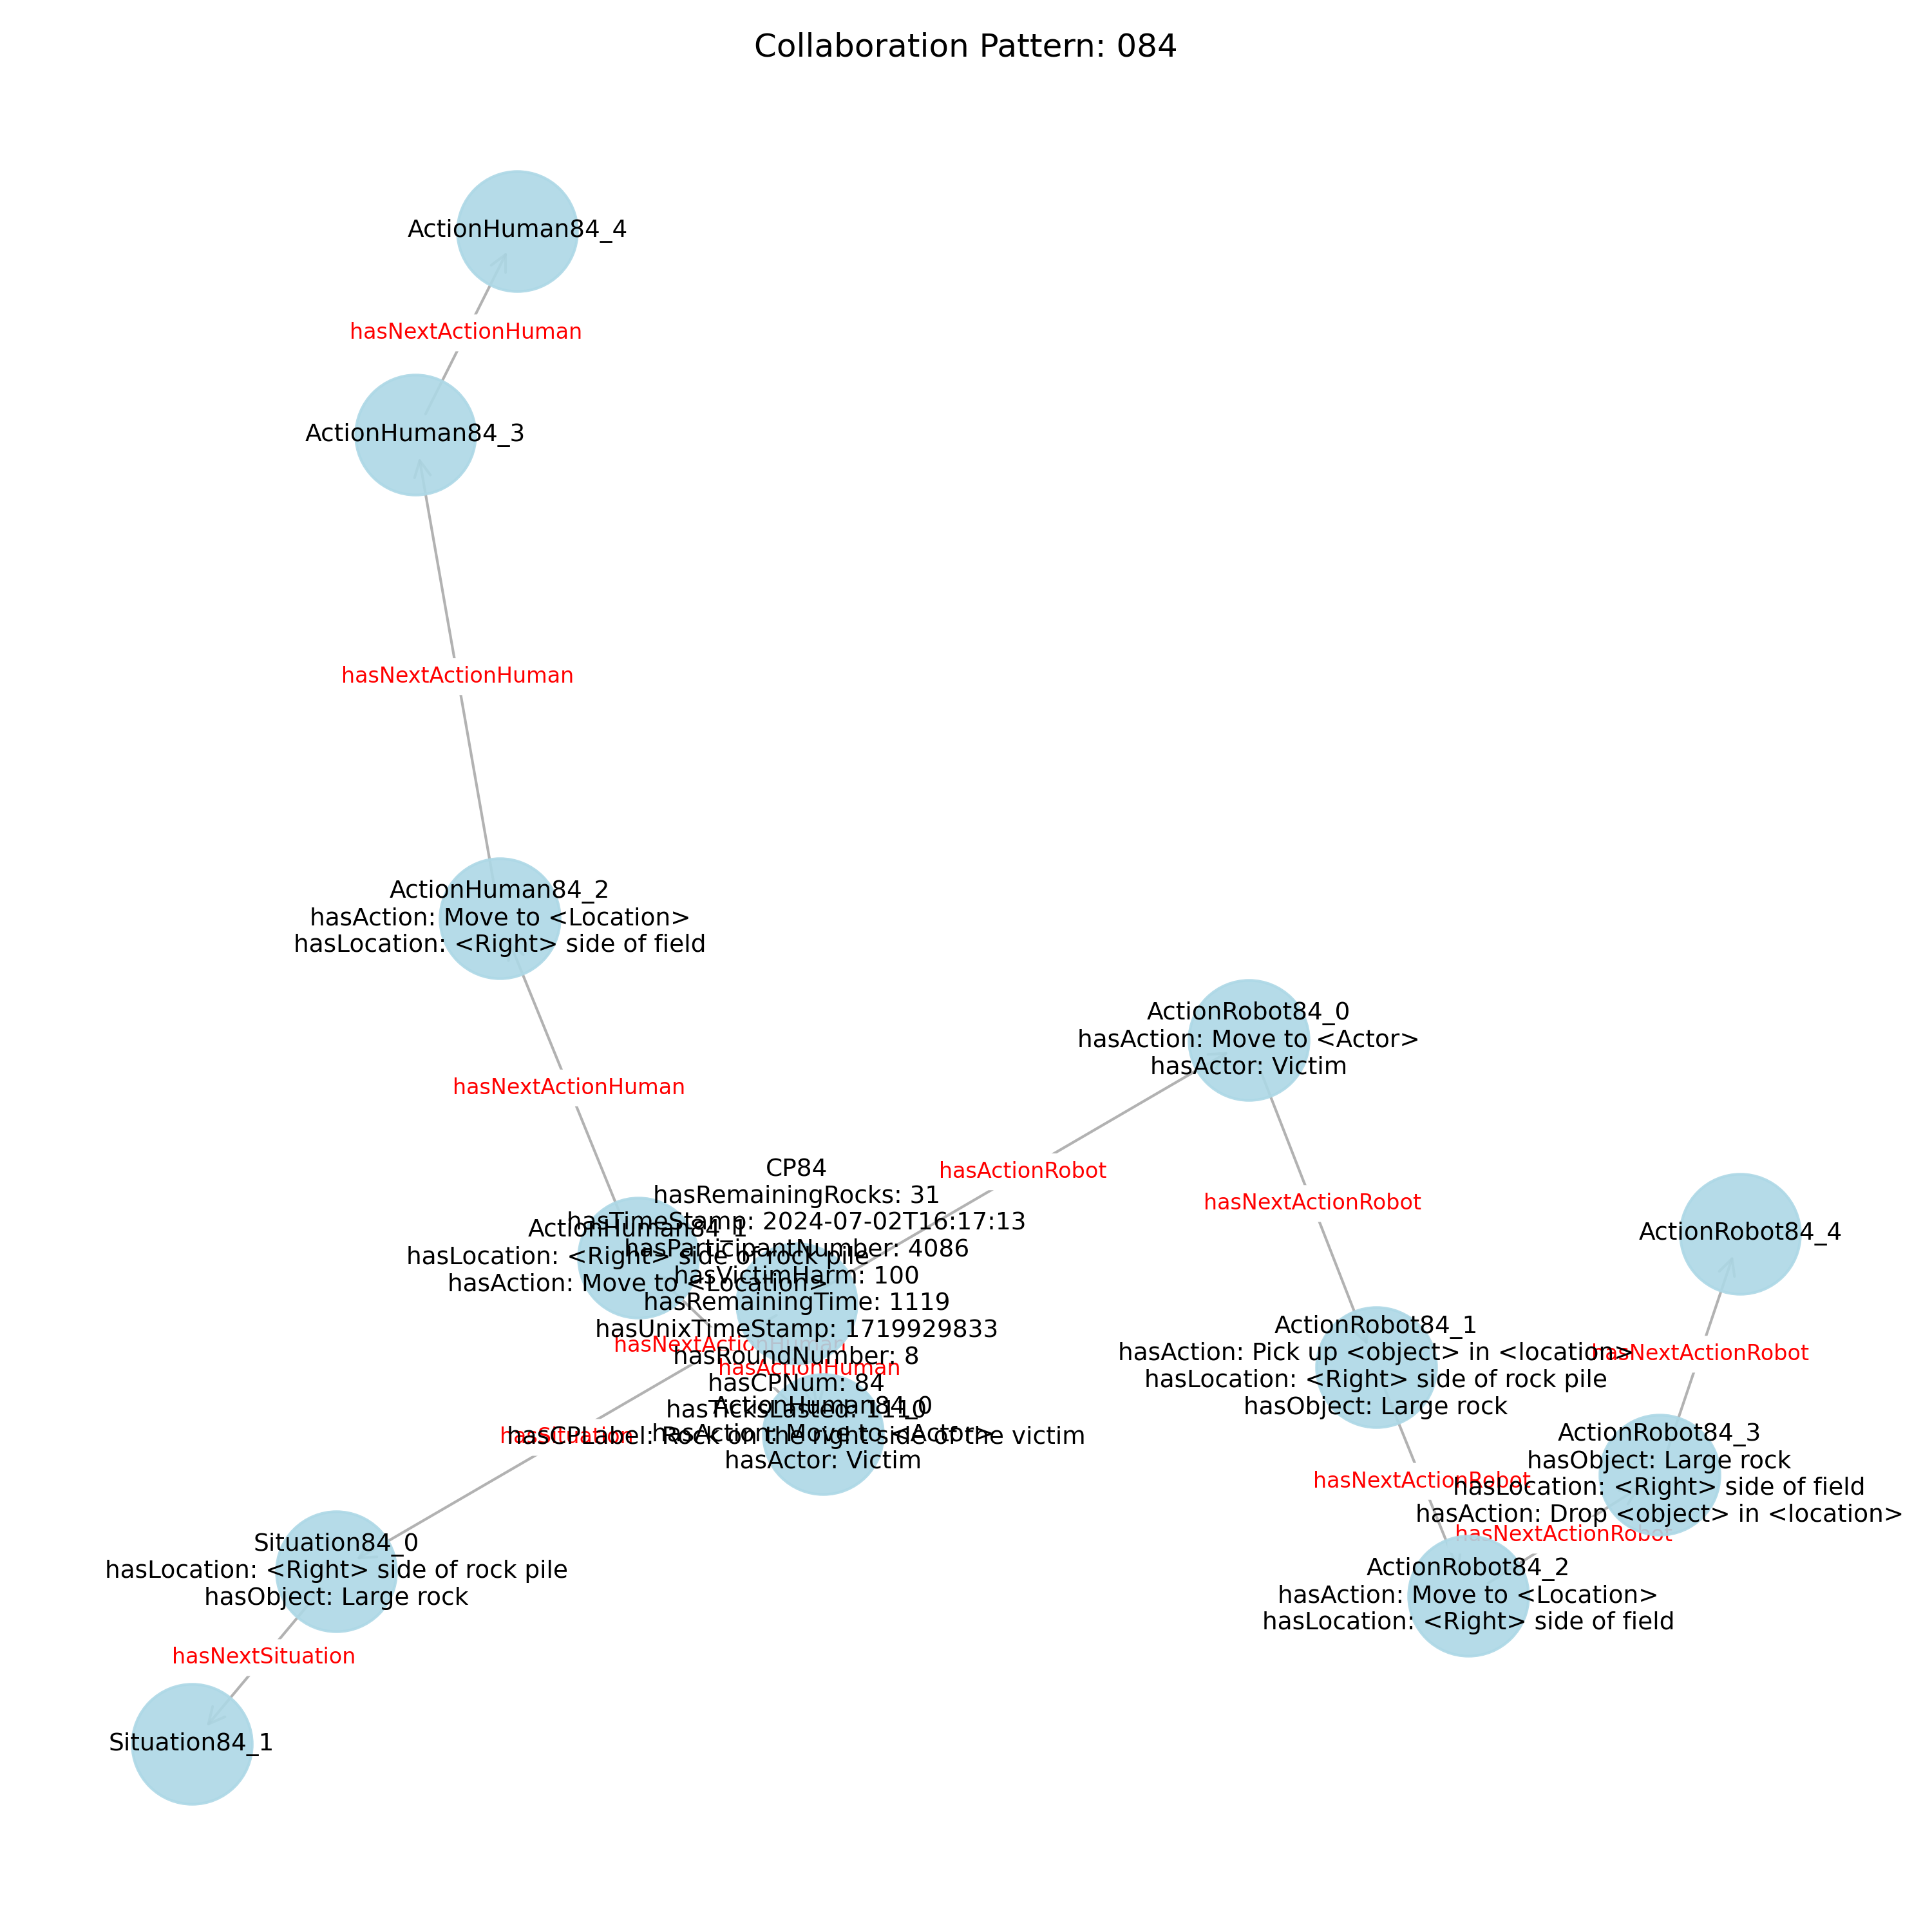 Collaboration Pattern: 084
ActionHuman84_4
hasNextActionHuman
ActionHuman84_3
hasNextActionHuman
ActionHuman84_2
hasAction: Move to <Location>
hasLocation: <Right> side of field
hasNextActionHuman
ActionRobot84_0
hasAction: Move to <Actor>
hasActor: Victim
hasActionRobot
hasNextActionRobot
CP84
hasRemainingRocks: 31
hasTimeStamp: 2024-07-02T16:17:13
hasParticipantNumber: 4086
hasVictimHarm: 100
hasRemainingTime: 1119
hasUnixTimeStamp: 1719929833
hasRoundNumber: 8
hasCPNum: 84
hasTicksLasted: 1110
hasCPLabel: Rock on the right side of the victim
ActionHuman84_1
hasLocation: <Right> side of rock pile
hasAction: Move to <Location>
hasNextActionHuman
hasActionHuman
ActionHuman84_0
hasAction: Move to <Actor>
hasActor: Victim
hasSituation
Situation84_0
hasLocation: <Right> side of rock pile
hasObject: Large rock
hasNextSituation
Situation84_1
ActionRobot84_4
ActionRobot84_1
hasAction: Pick up <object> in <location>
hasLocation: <Right> side of rock pile
hasObject: Large rock
hasNextActionRobot
hasNextActionRobot
ActionRobot84_3
hasObject: Large rock
hasLocation: <Right> side of field
hasAction: Drop <object> in <location>
hasNextActionRobot
ActionRobot84_2
hasAction: Move to <Location>
hasLocation: <Right> side of field